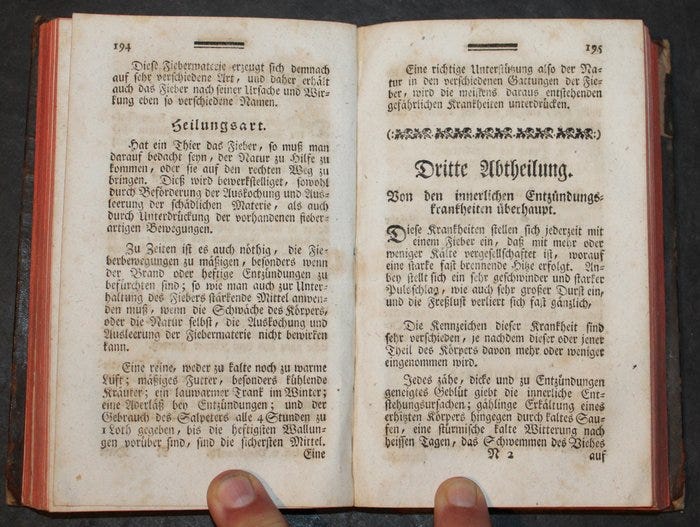 194
Diese Fiebermaterie erzeugt sich demnach
auf sehr verschiedene Art, und daher erhält
auch das Fieber nach seiner Ursache und Wir-
kung eben so verschiedene Namen.
Heilungsart.
Hat ein Thier das Fieber, so muß man
darauf bedacht seyn, der Natur zu Hilfe zu
kommen, oder sie auf den rechten Weg zu
bringen. Dieß wird bewerkstelliget, sowohl
durch Beförderung der Auskochung und Aus-
leerung der schädlichen Materie, als auch
durch Unterdrückung der vorhandenen fieber-
artigen Bewegungen.
Zu Zeiten ist es auch nöthig, die Fie-
berbewegungen zu mäßigen, besonders wenn
der Brand oder heftige Entzündungen zu
befürchten sind; so wie man auch zur Unter-
haltung des Fiebers stärkende Mittel anwen-
den muß, wenn die Schwäche des Körpers,
oder die Natur selbst, die Auskochung und
Ausleerung der Fiebermaterie nicht bewirken
kann.
Eine reine, weder zu kalte noch zu warme
Luft; mäßiges Futter, besonders kühlende
Kräuter; ein lauwarmer Trank im Winter;
eine Aderläß bey Entzündungen; und der
Gebrauch des Salpeters alle 4 Stunden zu
1 Loth gegeben, bis die heftigsten Wallun-
gen vorüber sind, sind die sichersten Mittel.
Eine
195
Eine richtige Unterstützung also der Na-
tur in den verschiedenen Gattungen der Fie-
ber, wird die meistens daraus entstehenden
gefährlichen Krankheiten unterdrücken.
Dritte Abtheilung.
Von den innerlichen Entzündungs-
krankheiten überhaupt.
Diese Krankheiten stellen sich jederzeit mit
einem Fieber ein, daß mit mehr oder
weniger Kälte vergesellschaftet ist, worauf
eine starke fast brennende Hitze erfolgt. An-
bey stellt sich ein sehr geschwinder und starker
Pulsschlag, wie auch sehr großer Durst ein,
und die Freßlust verliert sich fast gänzlich,
Die Kennzeichen dieser Krankheit sind
sehr verschieden, je nachdem dieser oder jener
Theil des Körpers davon mehr oder weniger
eingenommen wird.
Jedes zähe, dicke und zu Entzündungen
geneigtes Geblüt giebt die innerliche Ent-
stehungsursachen; gählinge Erkältung eines
erhitzten Körpers hingegen durch kaltes Sau-
fen, eine stürmische kalte Witterung nach
heissen Tagen, das Schwemmen des Viehes
N 2 auf